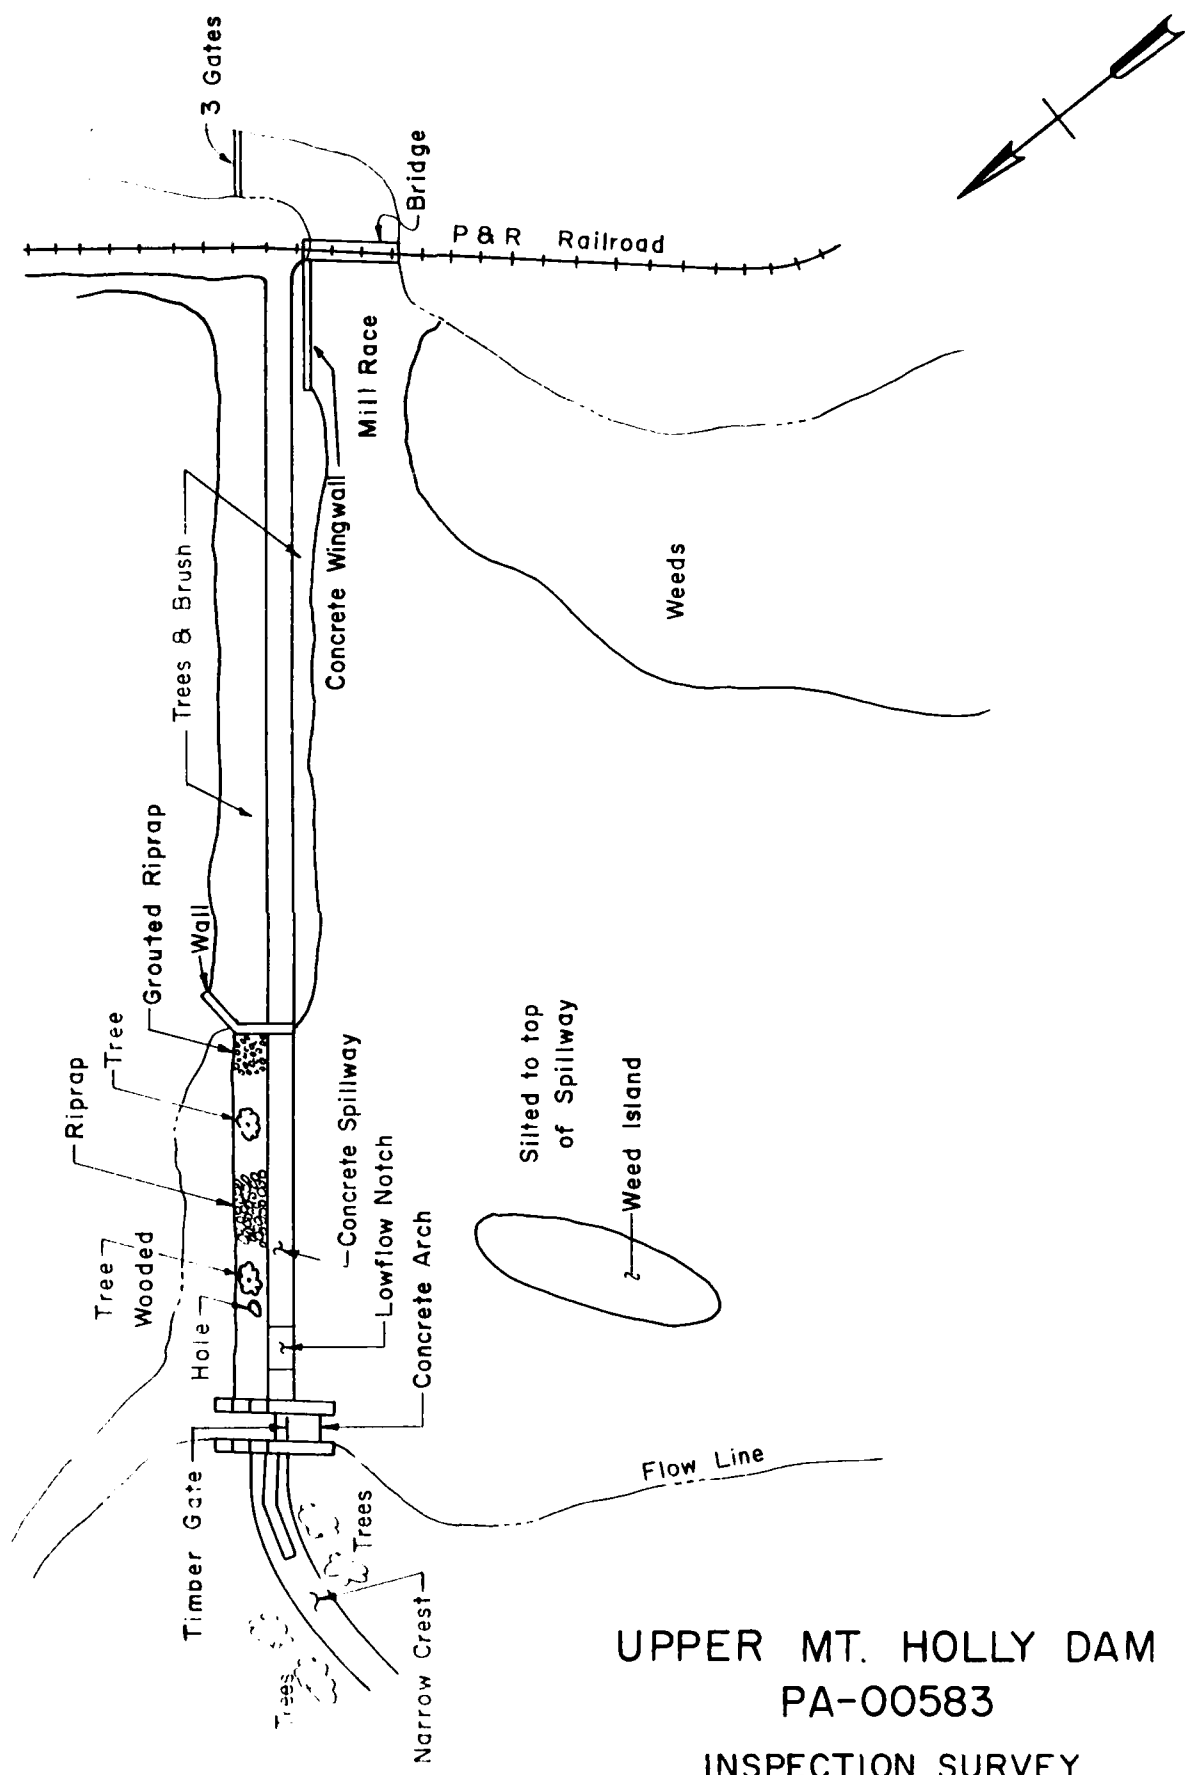 3 Gates
Bridge
P & R Railroad
Mill Race
Concrete Wingwall
Trees & Brush
Weeds
Grouted Riprap
Wall
Tree
Riprap
Silted to top
of Spillway
Weed Island
Concrete Spillway
Lowflow Notch
Concrete Arch
Tree
Wooded
Hole
Timber Gate
Flow Line
Trees
Trees
Narrow Crest
UPPER MT. HOLLY DAM
PA-00583
INSPECTION SURVEY